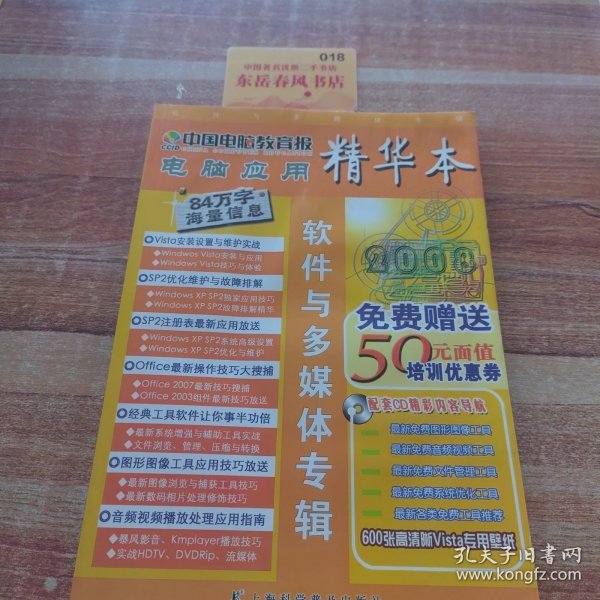 018
中国著名优质二手书店
东岳春风书店
CCID 中国电脑教育报
电脑应用 精华本
84万字
海量信息
Vista安装设置与维护实战
◆Windows Vista安装与应用
◆Windows Vista技巧与体验
SP2优化维护与故障排解
◆Windows XP SP2独家应用技巧
◆Windows XP SP2故障排解精华
SP2注册表最新应用放送
◆Windows XP SP2系统高级设置
◆Windows XP SP2优化与维护
Office最新操作技巧大搜捕
◆Office 2007最新技巧搜捕
◆Office 2003组件最新技巧放送
经典工具软件让你事半功倍
◆最新系统增强与辅助工具实战
◆文件浏览、管理、压缩与转换
图形图像工具应用技巧放送
◆最新图像浏览与捕获工具技巧
◆最新数码相片处理修饰技巧
音频视频播放处理应用指南
◆暴风影音、Kmplayer播放技巧
◆实战HDTV、DVDRip、流媒体
软件与多媒体专辑
2008
免费赠送
50元面值
培训优惠券
配套CD精彩内容导航
最新免费图形图像工具
最新免费音频视频工具
最新免费文件管理工具
最新免费系统优化工具
最新各类免费工具推荐
600张高清晰Vista专用壁纸
上海科学普及出版社
孔夫子旧书网
www.kongfz.com